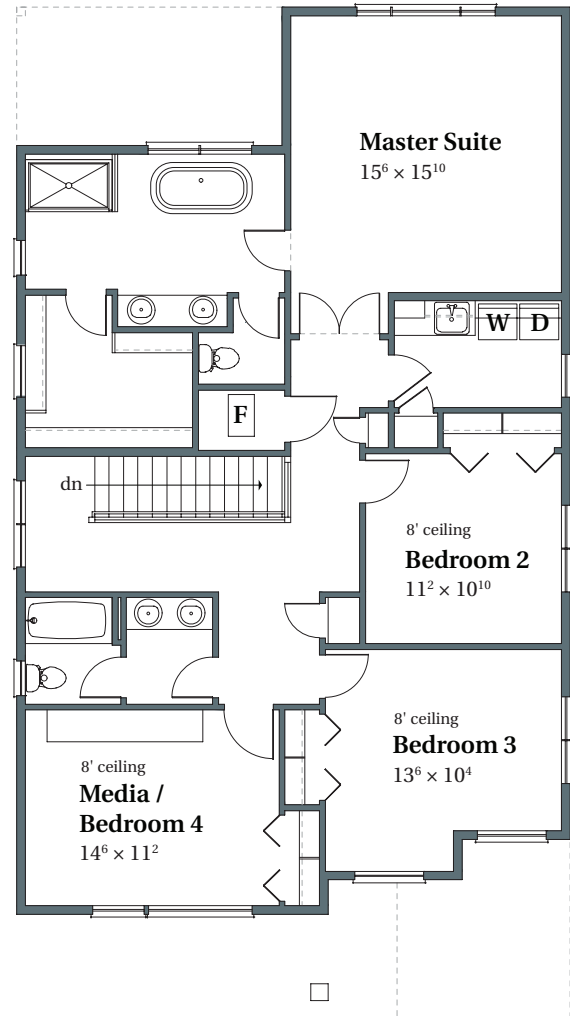 Master Suite
15⁶ × 15¹⁰
W D
F
dn
8' ceiling
Bedroom 2
11² × 10¹⁰
8' ceiling
Bedroom 3
13⁶ × 10⁴
8' ceiling
Media /
Bedroom 4
14⁶ × 11²